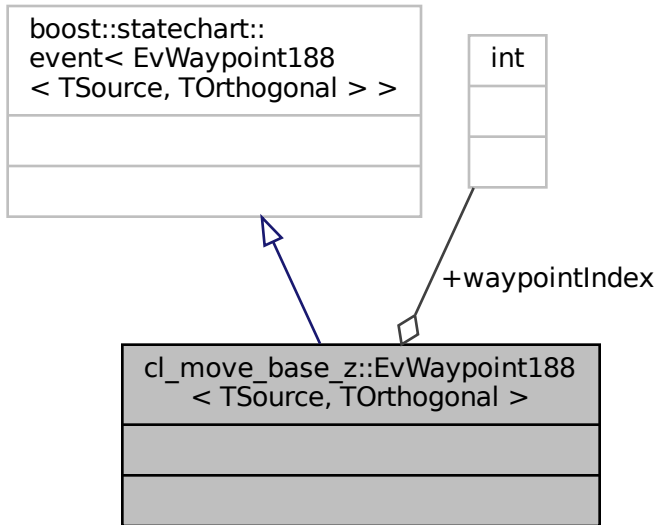 boost::statechart::
event< EvWaypoint188
< TSource, TOrthogonal > >
int
+waypointIndex
cl_move_base_z::EvWaypoint188
< TSource, TOrthogonal >